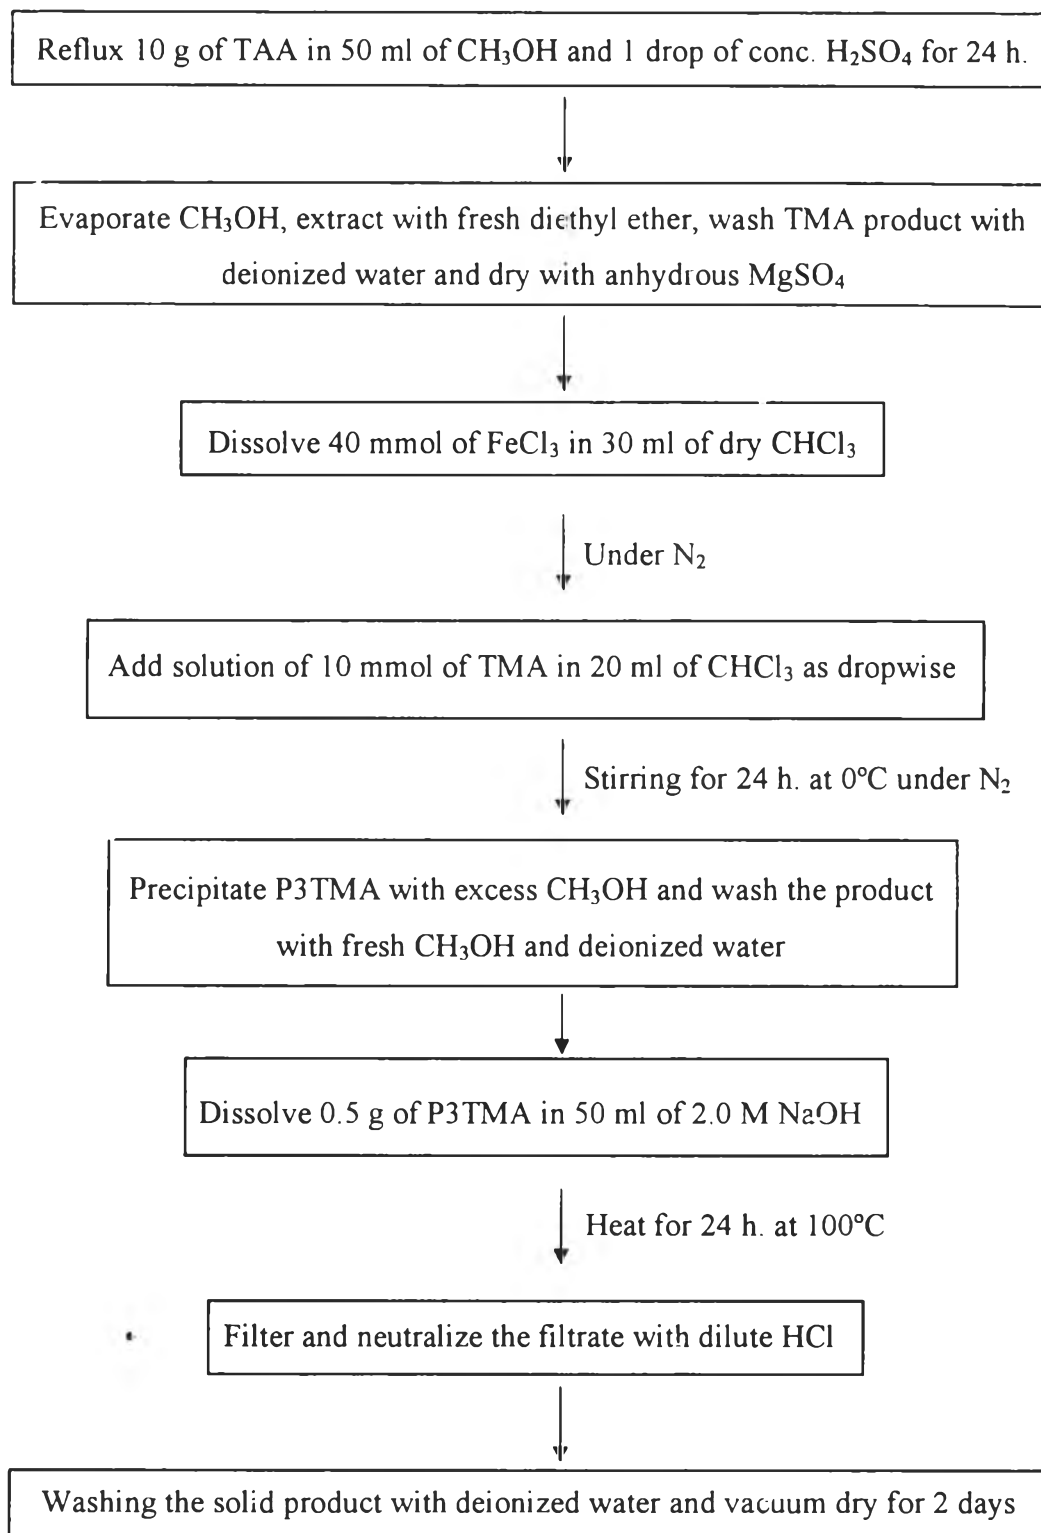 Reflux 10 g of TAA in 50 ml of CH₃OH and 1 drop of conc. H₂SO₄ for 24 h.
Evaporate CH₃OH, extract with fresh diethyl ether, wash TMA product with
deionized water and dry with anhydrous MgSO₄
Dissolve 40 mmol of FeCl₃ in 30 ml of dry CHCl₃
Under N₂
Add solution of 10 mmol of TMA in 20 ml of CHCl₃ as dropwise
Stirring for 24 h. at 0°C under N₂
Precipitate P3TMA with excess CH₃OH and wash the product
with fresh CH₃OH and deionized water
Dissolve 0.5 g of P3TMA in 50 ml of 2.0 M NaOH
Heat for 24 h. at 100°C
Filter and neutralize the filtrate with dilute HCl
Washing the solid product with deionized water and vacuum dry for 2 days